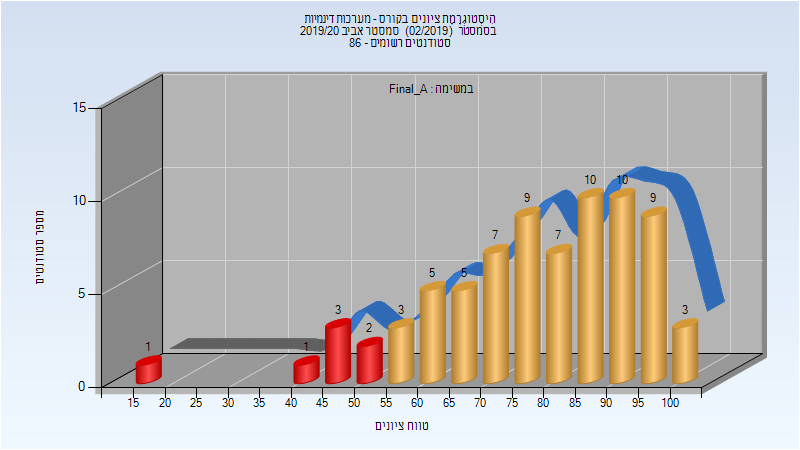 היסטוגרמת ציונים בקורס - מערכות דינמיות
בסמסטר (02/2019) סמסטר אביב 2019/20
סטודנטים רשומים - 86
במשימה : Final_A
מספר סטודנטים
15
10
5
0
1
1
3
2
3
5
5
7
9
7
10
10
9
3
15 20 25 30 35 40 45 50 55 60 65 70 75 80 85 90 95 100
טווח ציונים